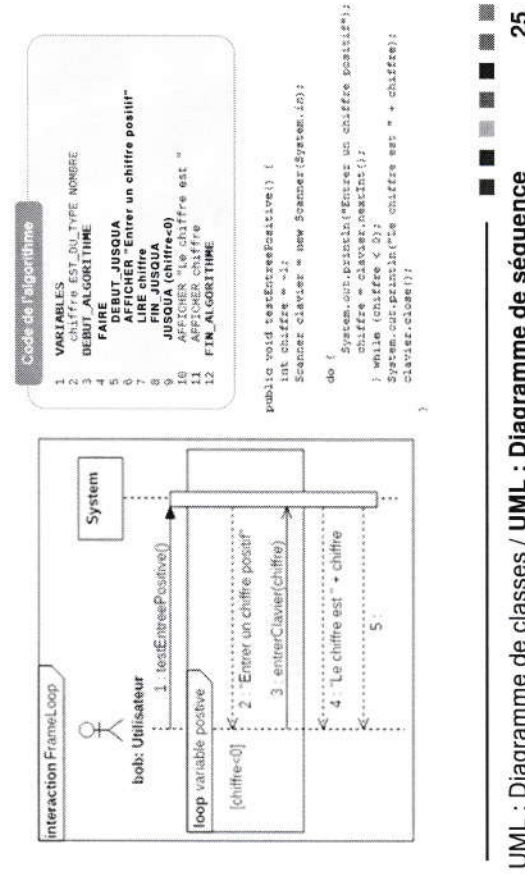 interaction FrameLoop
bob: Utilisateur
System
1 : testEntreePositive()
loop variable postive
[chiffre<0]
2 : "Entrer un chiffre positif"
3 : entrerClavier(chiffre)
4 : "Le chiffre est " + chiffre
5 :
Code de l'algorithme
1 VARIABLES
2 chiffre EST_DU_TYPE NOMBRE
3 DEBUT_ALGORITHME
4 FAIRE
5 DEBUT_JUSQUA
6 AFFICHER "Entrer un chiffre positif"
7 LIRE chiffre
8 FIN_JUSQUA
9 JUSQUA (chiffre<0)
10 AFFICHER "Le chiffre est "
11 AFFICHER chiffre
12 FIN_ALGORITHME
public void testEntreePositive() {
int chiffre = -1;
Scanner clavier = new Scanner(System.in);
do {
System.out.println("Entrer un chiffre positif");
chiffre = clavier.nextInt();
} while (chiffre < 0);
System.out.println("Le chiffre est " + chiffre);
clavier.close();
}
UML : Diagramme de classes / UML : Diagramme de séquence 25